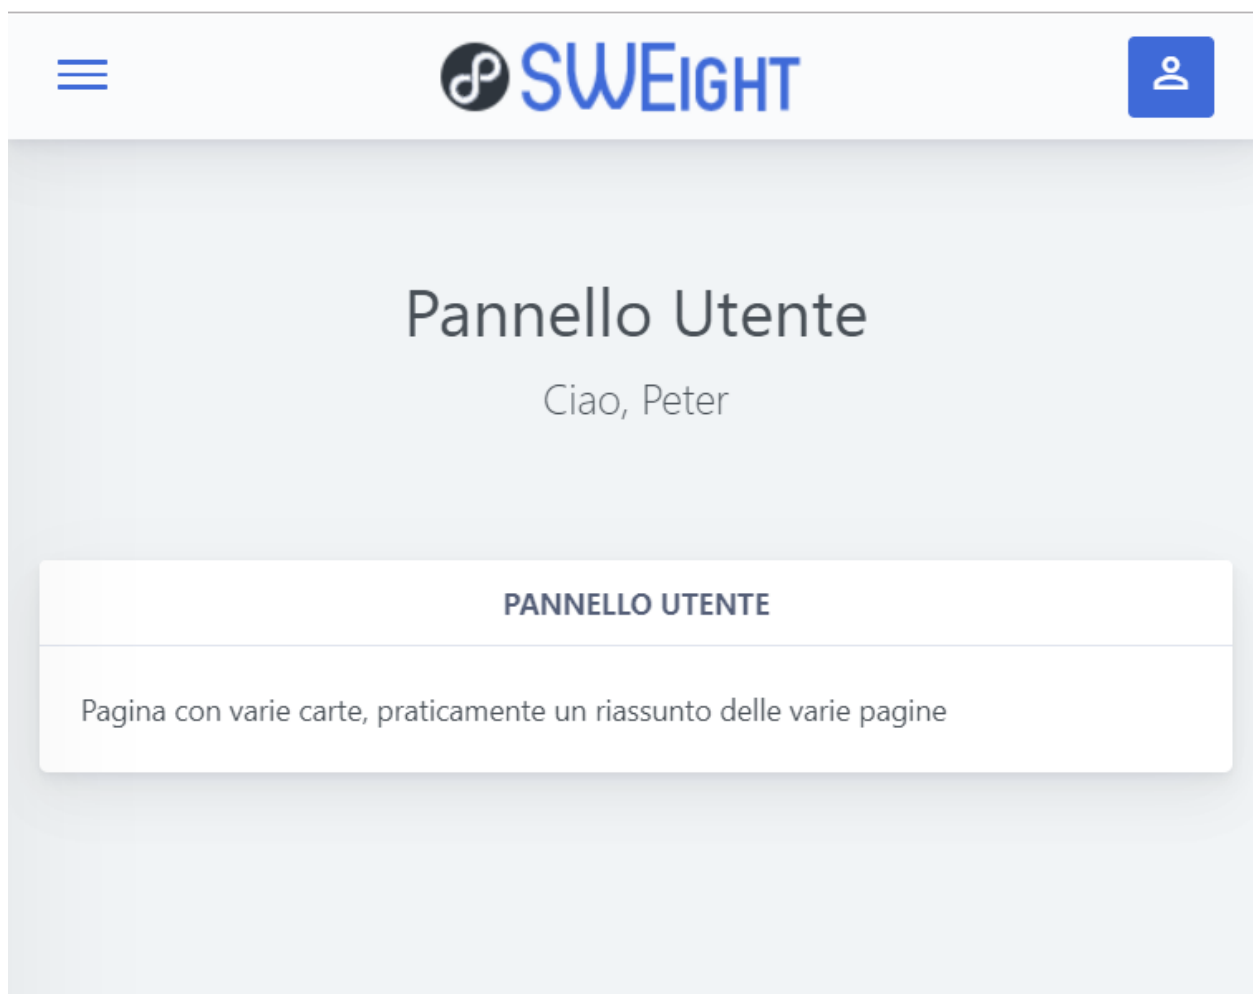 SWEIGHT
Pannello Utente
Ciao, Peter
PANNELLO UTENTE
Pagina con varie carte, praticamente un riassunto delle varie pagine